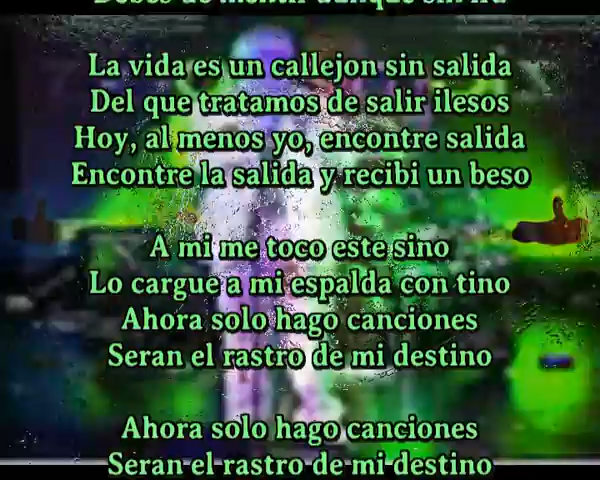 La vida es un callejon sin salida
Del que tratamos de salir ilesos
Hoy, al menos yo, encontre salida
Encontre la salida y recibi un beso
A mi me toco este sino
Lo cargue a mi espalda con tino
Ahora solo hago canciones
Seran el rastro de mi destino
Ahora solo hago canciones
Seran el rastro de mi destino